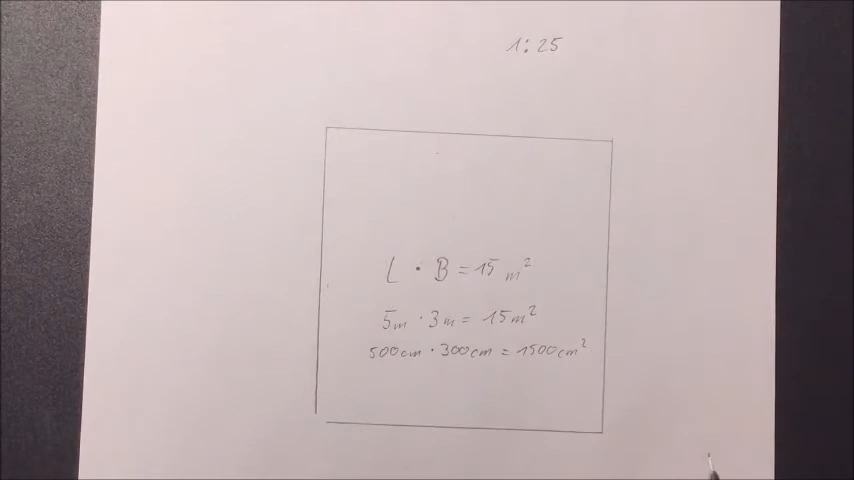 1:25
L · B = 15 m²
5m · 3m = 15m²
500cm · 300cm = 1500cm²